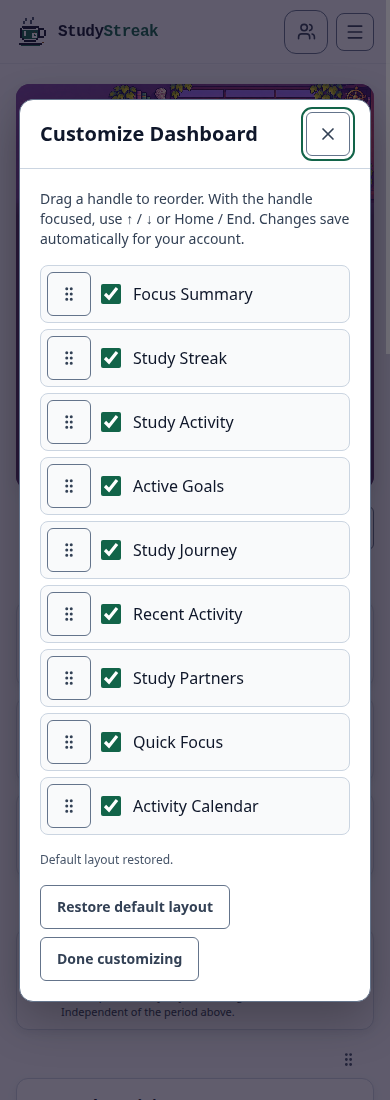 StudyStreak
Customize Dashboard
Drag a handle to reorder. With the handle
focused, use ↑ / ↓ or Home / End. Changes save
automatically for your account.
Focus Summary
Study Streak
Study Activity
Active Goals
Study Journey
Recent Activity
Study Partners
Quick Focus
Activity Calendar
Default layout restored.
Restore default layout
Done customizing
Independent of the period above.